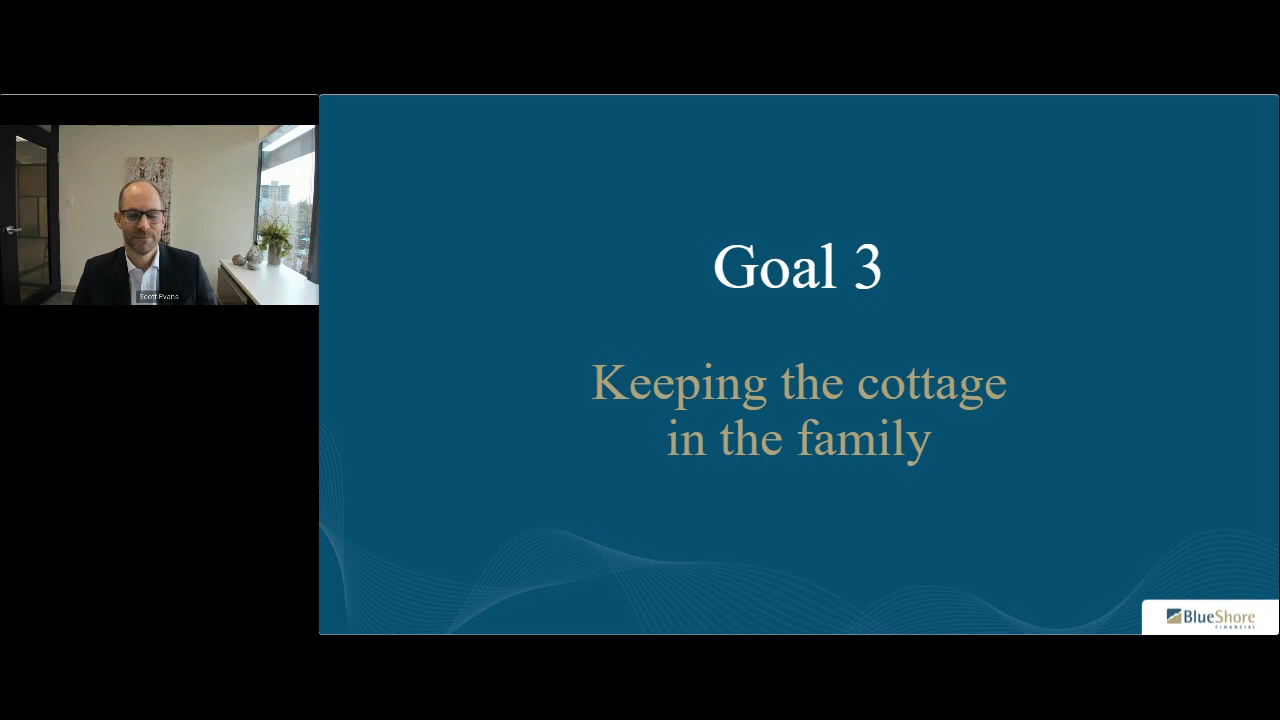 Scott Evans
Goal 3
Keeping the cottage
in the family
BlueShore
FINANCIAL